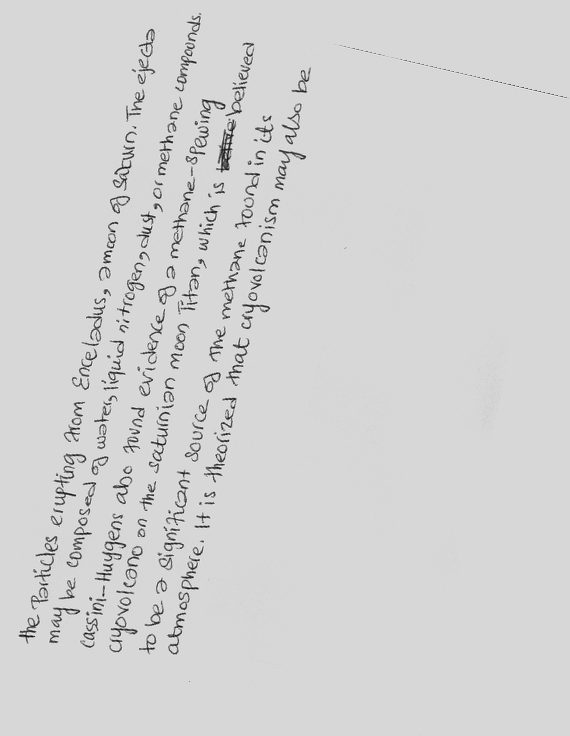 the Particles erupting from Enceladus, a moon of Saturn. The ejecta
may be composed of water, liquid nitrogen, dust, or methane compounds.
Cassini-Huygens also found evidence of a methane-spewing
cryovolcano on the saturnian moon Titan, which is believed
to be a significant source of the methane found in its
atmosphere. It is theorized that cryovolcanism may also be